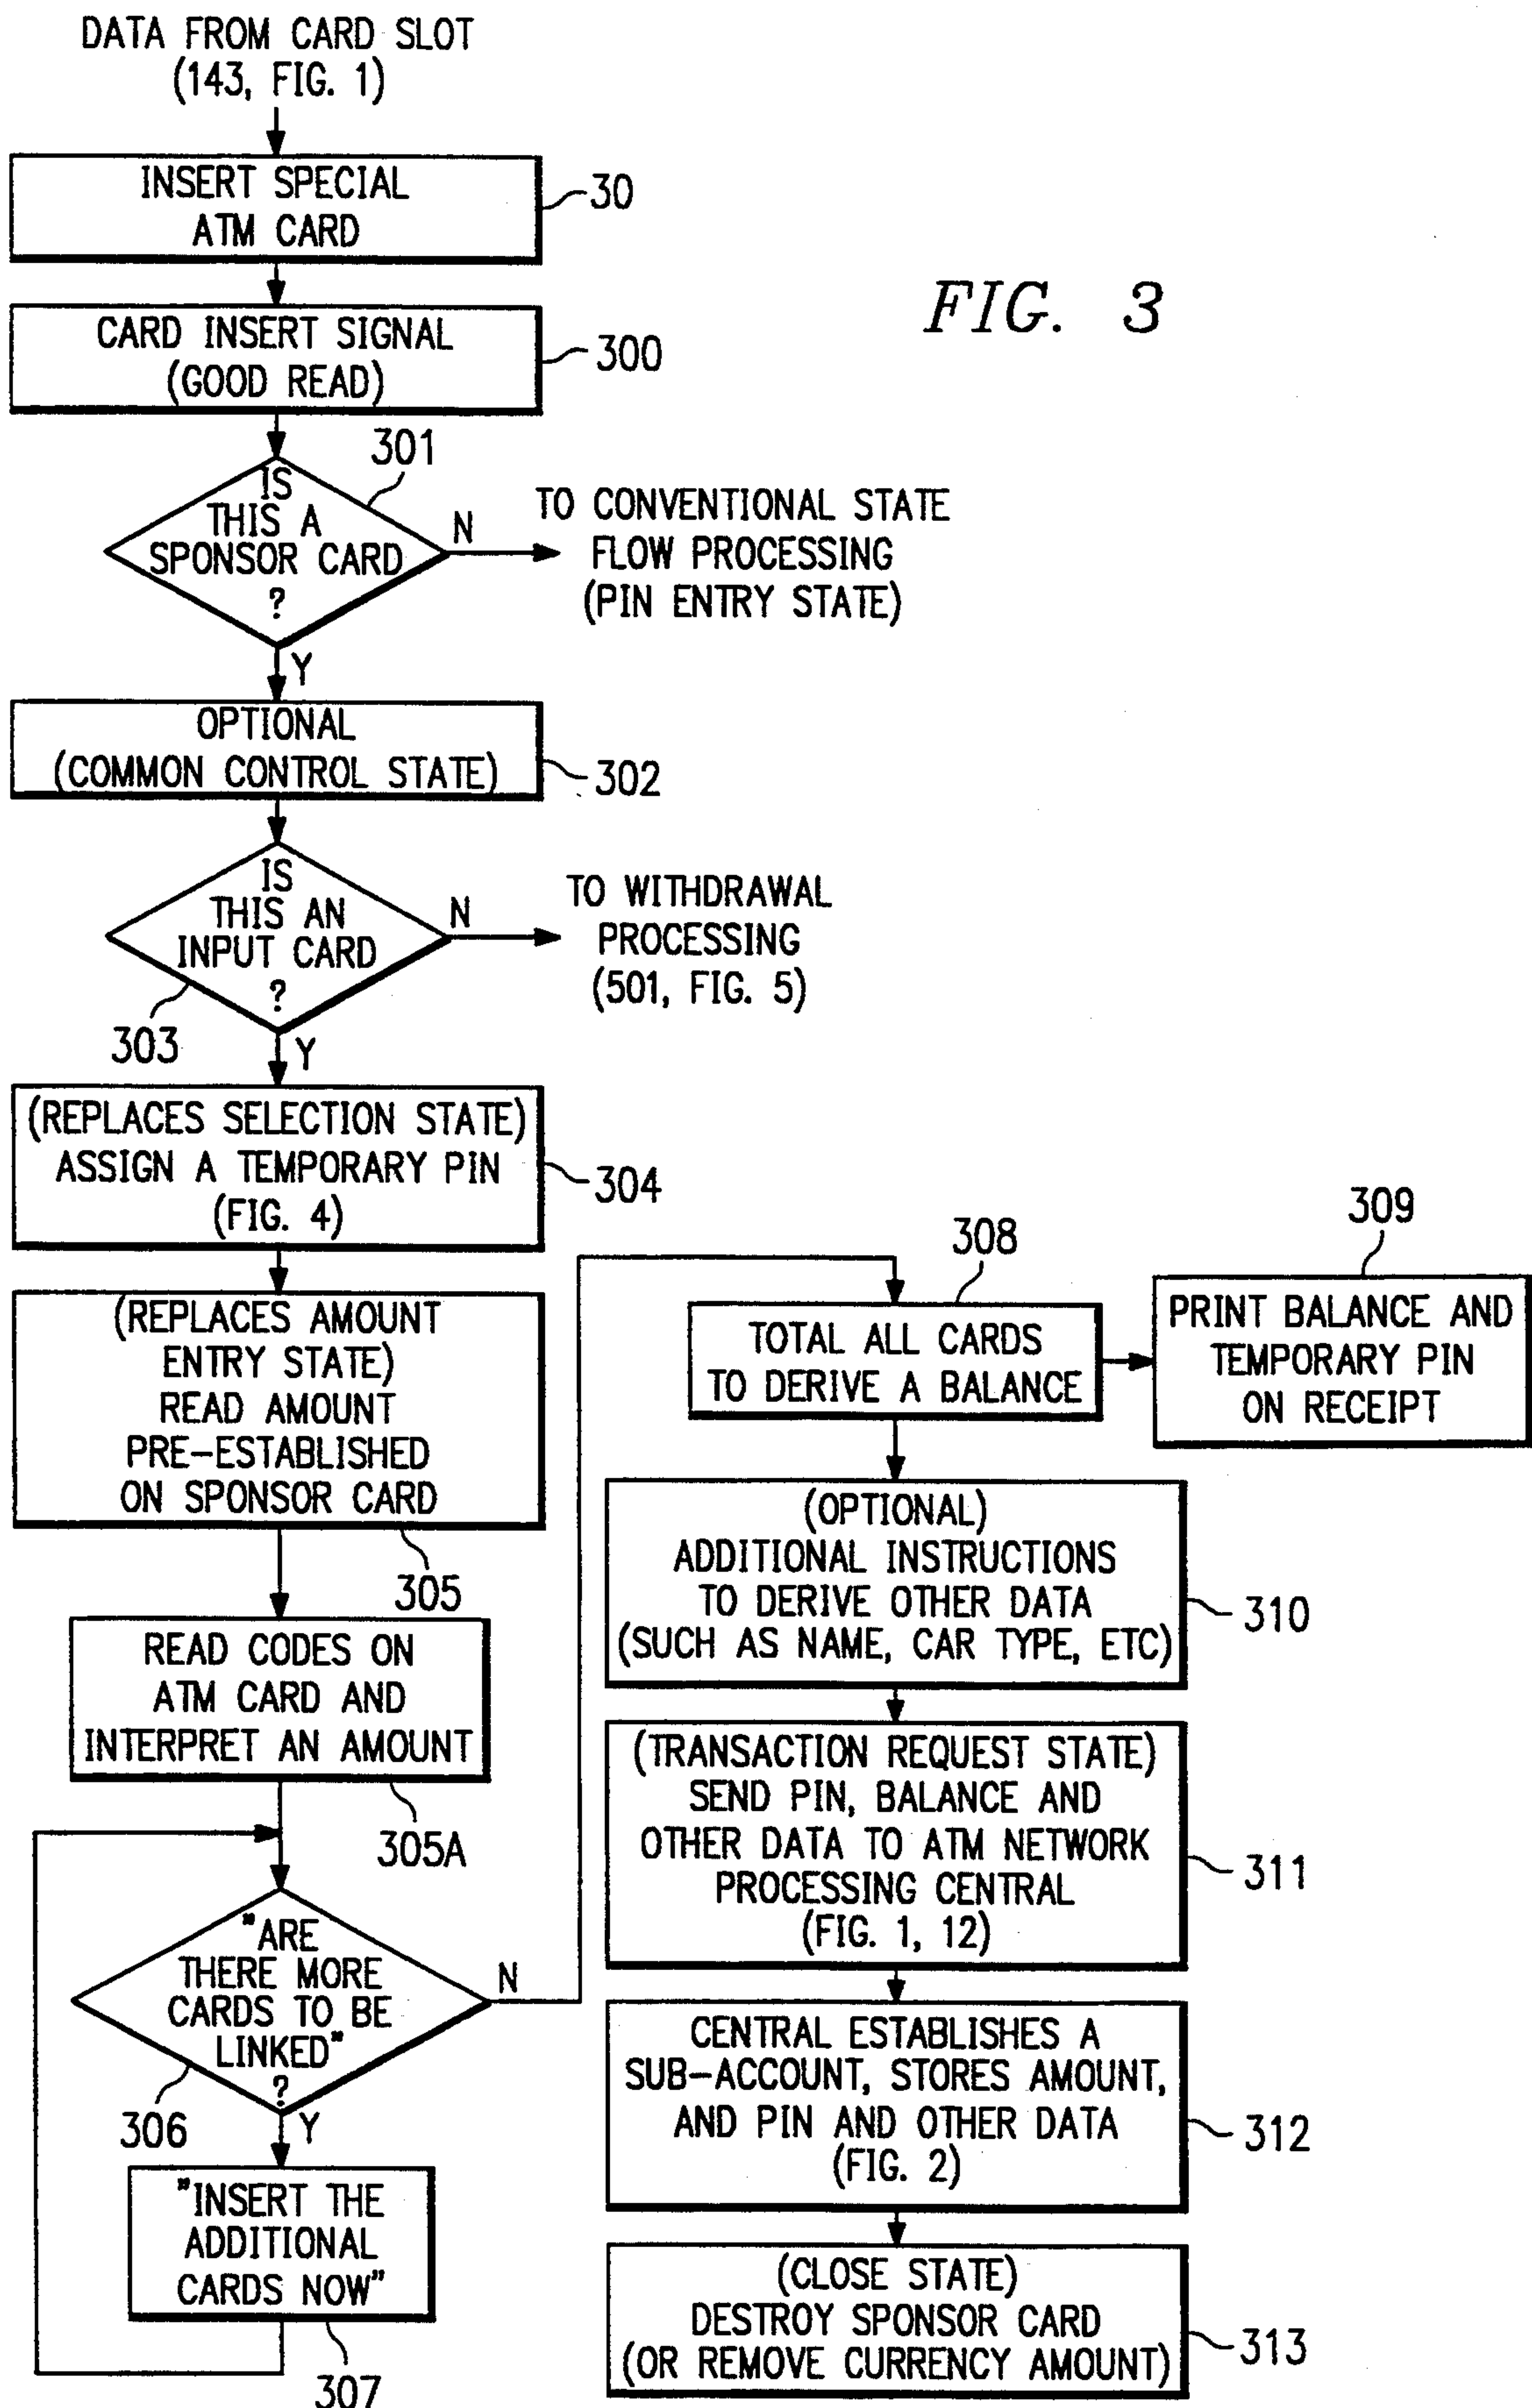 DATA FROM CARD SLOT
(143, FIG. 1)
INSERT SPECIAL
ATM CARD
30
CARD INSERT SIGNAL
(GOOD READ)
300
FIG. 3
301
IS
THIS A
SPONSOR CARD
?
N
TO CONVENTIONAL STATE
FLOW PROCESSING
(PIN ENTRY STATE)
Y
OPTIONAL
(COMMON CONTROL STATE)
302
IS
THIS AN
INPUT CARD
?
N
TO WITHDRAWAL
PROCESSING
(501, FIG. 5)
303
Y
(REPLACES SELECTION STATE)
ASSIGN A TEMPORARY PIN
(FIG. 4)
304
(REPLACES AMOUNT
ENTRY STATE)
READ AMOUNT
PRE-ESTABLISHED
ON SPONSOR CARD
305
READ CODES ON
ATM CARD AND
INTERPRET AN AMOUNT
305A
"ARE
THERE MORE
CARDS TO BE
LINKED"
?
N
306
Y
"INSERT THE
ADDITIONAL
CARDS NOW"
307
308
TOTAL ALL CARDS
TO DERIVE A BALANCE
309
PRINT BALANCE AND
TEMPORARY PIN
ON RECEIPT
(OPTIONAL)
ADDITIONAL INSTRUCTIONS
TO DERIVE OTHER DATA
(SUCH AS NAME, CAR TYPE, ETC)
310
(TRANSACTION REQUEST STATE)
SEND PIN, BALANCE AND
OTHER DATA TO ATM NETWORK
PROCESSING CENTRAL
(FIG. 1, 12)
311
CENTRAL ESTABLISHES A
SUB-ACCOUNT, STORES AMOUNT,
AND PIN AND OTHER DATA
(FIG. 2)
312
(CLOSE STATE)
DESTROY SPONSOR CARD
(OR REMOVE CURRENCY AMOUNT)
313